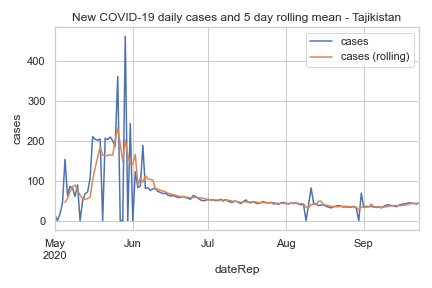 New COVID-19 daily cases and 5 day rolling mean - Tajikistan
cases
cases (rolling)
400
300
200
100
0
cases
May Jun Jul Aug Sep
2020
dateRep